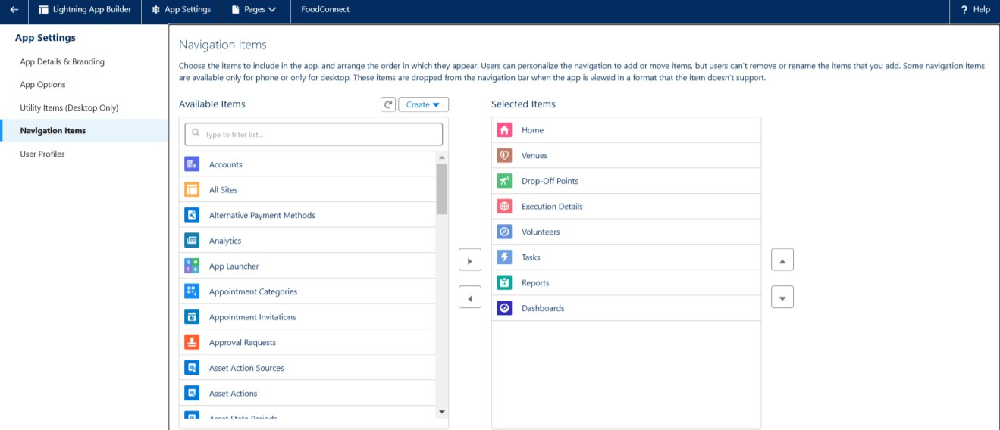 Lightning App Builder
App Settings
Pages
FoodConnect
? Help
App Settings
App Details & Branding
App Options
Utility Items (Desktop Only)
Navigation Items
User Profiles
Navigation Items
Choose the items to include in the app, and arrange the order in which they appear. Users can personalize the navigation to add or move items, but users can't remove or rename the items that you add. Some navigation items
are available only for phone or only for desktop. These items are dropped from the navigation bar when the app is viewed in a format that the item doesn't support.
Available Items
Create
Type to filter list...
Accounts
All Sites
Alternative Payment Methods
Analytics
App Launcher
Appointment Categories
Appointment Invitations
Approval Requests
Asset Action Sources
Asset Actions
Asset State Periods
Selected Items
Home
Venues
Drop-Off Points
Execution Details
Volunteers
Tasks
Reports
Dashboards